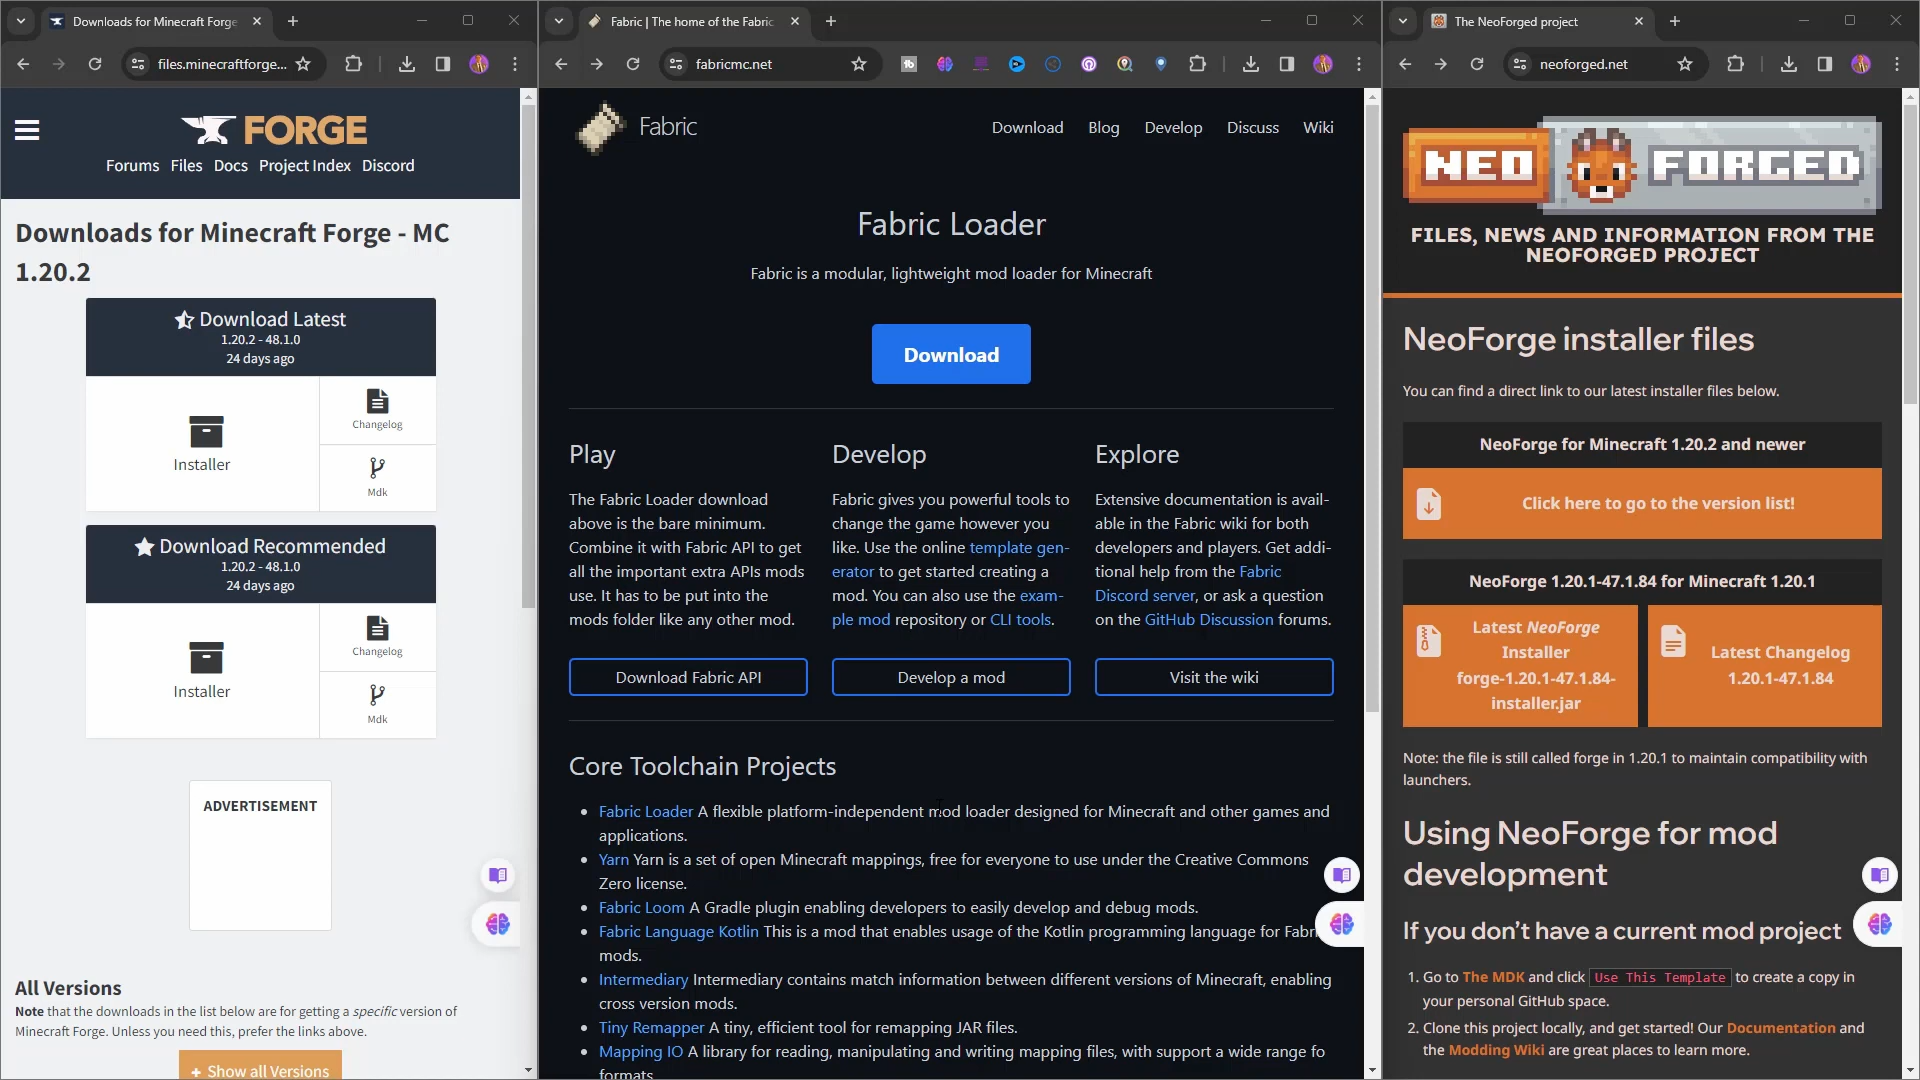 Downloads for Minecraft Forge
files.minecraftforge...
FORGE
Forums Files Docs Project Index Discord
Downloads for Minecraft Forge - MC
1.20.2
Download Latest
1.20.2 - 48.1.0
24 days ago
Installer
Changelog
Mdk
Download Recommended
1.20.2 - 48.1.0
24 days ago
Installer
Changelog
Mdk
ADVERTISEMENT
All Versions
Note that the downloads in the list below are for getting a specific version of
Minecraft Forge. Unless you need this, prefer the links above.
+ Show all Versions
Fabric | The home of the Fabric
fabricmc.net
Fabric
Download Blog Develop Discuss Wiki
Fabric Loader
Fabric is a modular, lightweight mod loader for Minecraft
Download
Play
The Fabric Loader download
above is the bare minimum.
Combine it with Fabric API to get
all the important extra APIs mods
use. It has to be put into the
mods folder like any other mod.
Download Fabric API
Develop
Fabric gives you powerful tools to
change the game however you
like. Use the online template gen-
erator to get started creating a
mod. You can also use the exam-
ple mod repository or CLI tools.
Develop a mod
Explore
Extensive documentation is avail-
able in the Fabric wiki for both
developers and players. Get addi-
tional help from the Fabric
Discord server, or ask a question
on the GitHub Discussion forums.
Visit the wiki
Core Toolchain Projects
Fabric Loader A flexible platform-independent mod loader designed for Minecraft and other games and
applications.
Yarn Yarn is a set of open Minecraft mappings, free for everyone to use under the Creative Commons
Zero license.
Fabric Loom A Gradle plugin enabling developers to easily develop and debug mods.
Fabric Language Kotlin This is a mod that enables usage of the Kotlin programming language for Fabr
mods.
Intermediary Intermediary contains match information between different versions of Minecraft, enabling
cross version mods.
Tiny Remapper A tiny, efficient tool for remapping JAR files.
Mapping IO A library for reading, manipulating and writing mapping files, with support a wide range fo
formats.
The NeoForged project
neoforged.net
NEO FORGED
FILES, NEWS AND INFORMATION FROM THE
NEOFORGED PROJECT
NeoForge installer files
You can find a direct link to our latest installer files below.
NeoForge for Minecraft 1.20.2 and newer
Click here to go to the version list!
NeoForge 1.20.1-47.1.84 for Minecraft 1.20.1
Latest NeoForge
Installer
forge-1.20.1-47.1.84-
installer.jar
Latest Changelog
1.20.1-47.1.84
Note: the file is still called forge in 1.20.1 to maintain compatibility with
launchers.
Using NeoForge for mod
development
If you don't have a current mod project
1. Go to The MDK and click Use This Template to create a copy in
your personal GitHub space.
2. Clone this project locally, and get started! Our Documentation and
the Modding Wiki are great places to learn more.